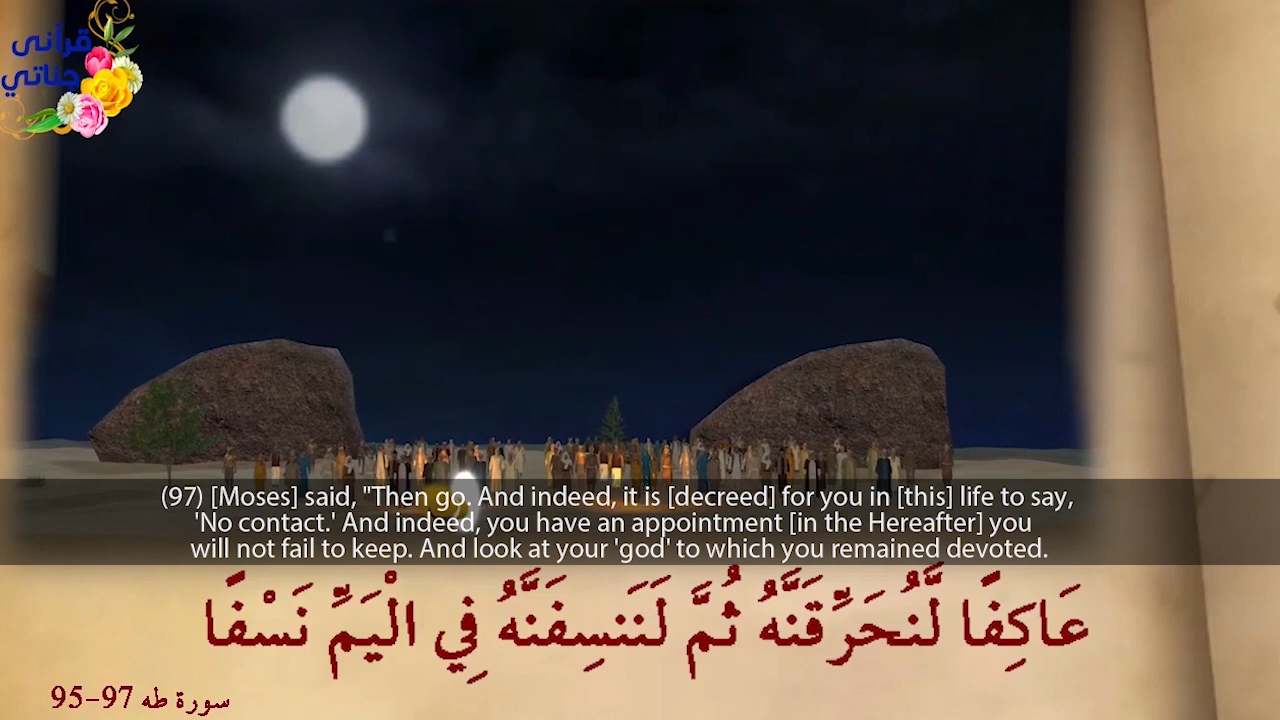 قرآنى
حناتي
(97) [Moses] said, "Then go. And indeed, it is [decreed] for you in [this] life to say,
'No contact.' And indeed, you have an appointment [in the Hereafter] you
will not fail to keep. And look at your 'god' to which you remained devoted.
عَاكِفًا لَّنُحَرِّقَنَّهُ ثُمَّ لَنَنسِفَنَّهُ فِي الْيَمِّ نَسْفًا
سورة طه 97-95